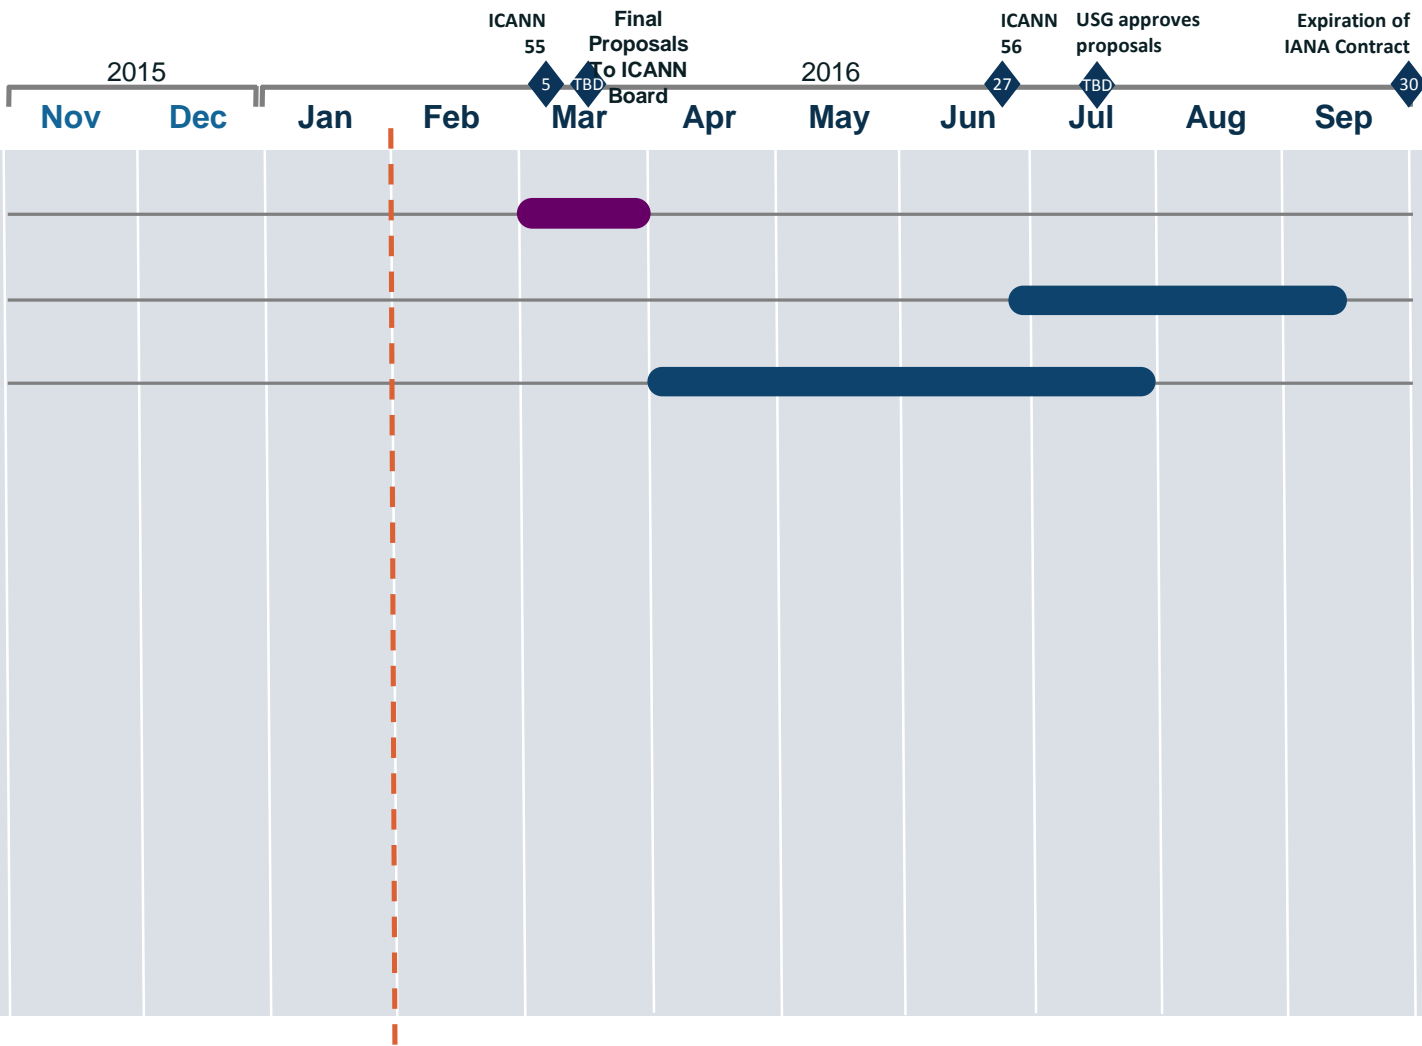 ICANN
55
Final
Proposals
To ICANN
Board
ICANN
56
USG approves
proposals
Expiration of
IANA Contract
2015
2016
5
TBD
27
TBD
30
Nov
Dec
Jan
Feb
Mar
Apr
May
Jun
Jul
Aug
Sep